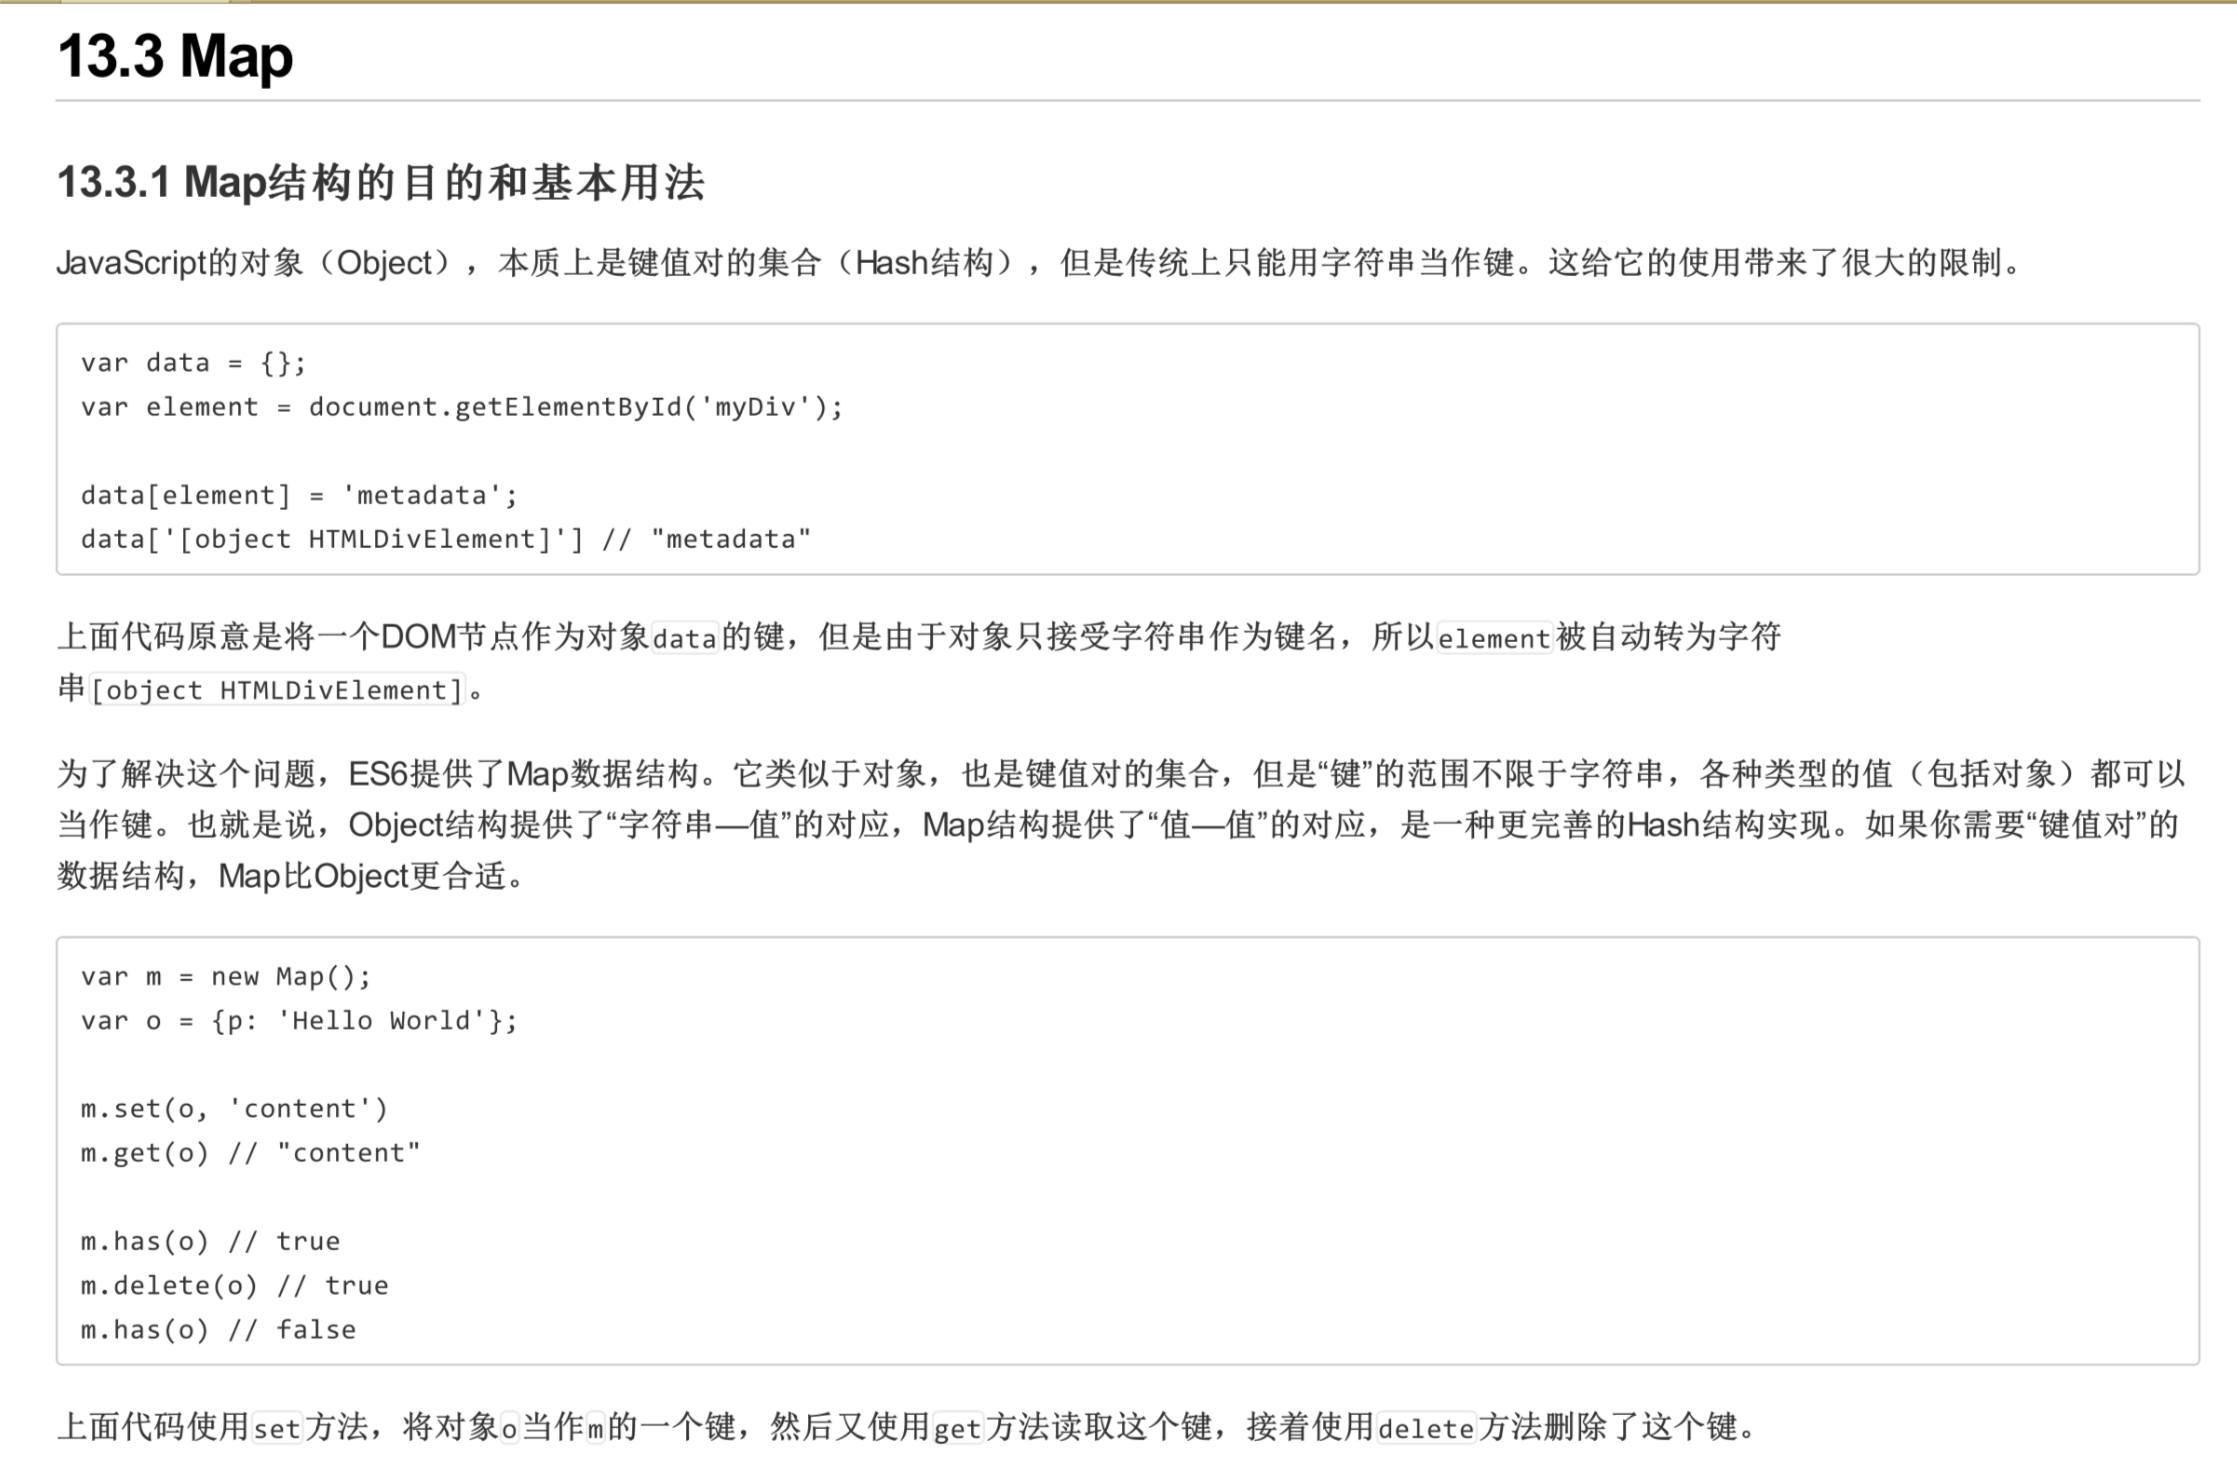 13.3 Map
13.3.1 Map结构的目的和基本用法
JavaScript的对象（Object），本质上是键值对的集合（Hash结构），但是传统上只能用字符串当作键。这给它的使用带来了很大的限制。
var data = {};
var element = document.getElementById('myDiv');
data[element] = 'metadata';
data['[object HTMLDivElement]'] // "metadata"
上面代码原意是将一个DOM节点作为对象data的键，但是由于对象只接受字符串作为键名，所以element被自动转为字符
串[object HTMLDivElement]。
为了解决这个问题，ES6提供了Map数据结构。它类似于对象，也是键值对的集合，但是“键”的范围不限于字符串，各种类型的值（包括对象）都可以
当作键。也就是说，Object结构提供了“字符串—值”的对应，Map结构提供了“值—值”的对应，是一种更完善的Hash结构实现。如果你需要“键值对”的
数据结构，Map比Object更合适。
var m = new Map();
var o = {p: 'Hello World'};
m.set(o, 'content')
m.get(o) // "content"
m.has(o) // true
m.delete(o) // true
m.has(o) // false
上面代码使用set方法，将对象o当作m的一个键，然后又使用get方法读取这个键，接着使用delete方法删除了这个键。